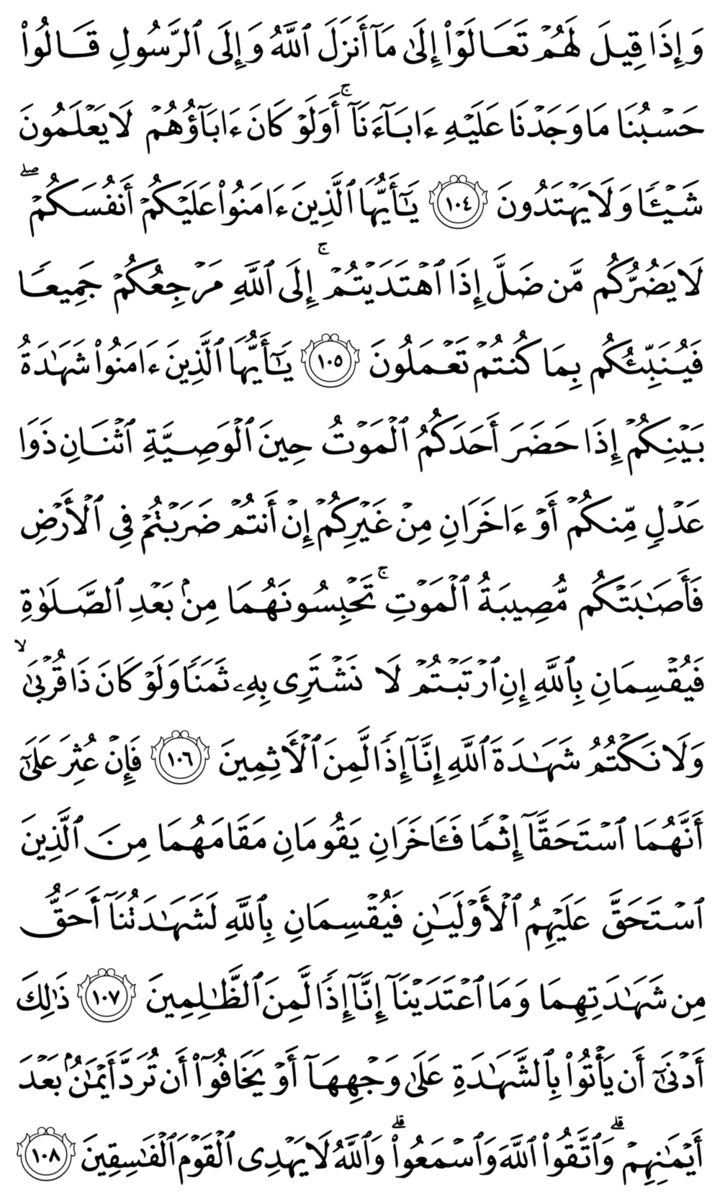 وَإِذَا قِيلَ لَهُمۡ تَعَالَوۡاْ إِلَىٰ مَآ أَنزَلَ ٱللَّهُ وَإِلَى ٱلرَّسُولِ قَالُواْ
حَسۡبُنَا مَا وَجَدۡنَا عَلَيۡهِ ءَابَآءَنَآۚ أَوَلَوۡ كَانَ ءَابَآؤُهُمۡ لَا يَعۡلَمُونَ
شَيۡـٔٗا وَلَا يَهۡتَدُونَ ١٠٤ يَٰٓأَيُّهَا ٱلَّذِينَ ءَامَنُواْ عَلَيۡكُمۡ أَنفُسَكُمۡۖ
لَا يَضُرُّكُم مَّن ضَلَّ إِذَا ٱهۡتَدَيۡتُمۡۚ إِلَى ٱللَّهِ مَرۡجِعُكُمۡ جَمِيعٗا
فَيُنَبِّئُكُم بِمَا كُنتُمۡ تَعۡمَلُونَ ١٠٥ يَٰٓأَيُّهَا ٱلَّذِينَ ءَامَنُواْ شَهَٰدَةُ
بَيۡنِكُمۡ إِذَا حَضَرَ أَحَدَكُمُ ٱلۡمَوۡتُ حِينَ ٱلۡوَصِيَّةِ ٱثۡنَانِ ذَوَا
عَدۡلٖ مِّنكُمۡ أَوۡ ءَاخَرَانِ مِنۡ غَيۡرِكُمۡ إِنۡ أَنتُمۡ ضَرَبۡتُمۡ فِي ٱلۡأَرۡضِ
فَأَصَٰبَتۡكُم مُّصِيبَةُ ٱلۡمَوۡتِۚ تَحۡبِسُونَهُمَا مِنۢ بَعۡدِ ٱلصَّلَوٰةِ
فَيُقۡسِمَانِ بِٱللَّهِ إِنِ ٱرۡتَبۡتُمۡ لَا نَشۡتَرِي بِهِۦ ثَمَنٗا وَلَوۡ كَانَ ذَا قُرۡبَىٰ ۙ
وَلَا نَكۡتُمُ شَهَٰدَةَ ٱللَّهِ إِنَّآ إِذٗا لَّمِنَ ٱلۡأٓثِمِينَ ١٠٦ فَإِنۡ عُثِرَ عَلَىٰٓ
أَنَّهُمَا ٱسۡتَحَقَّآ إِثۡمٗا فَـَٔاخَرَانِ يَقُومَانِ مَقَامَهُمَا مِنَ ٱلَّذِينَ
ٱسۡتَحَقَّ عَلَيۡهِمُ ٱلۡأَوۡلَيَٰنِ فَيُقۡسِمَانِ بِٱللَّهِ لَشَهَٰدَتُنَآ أَحَقُّ
مِن شَهَٰدَتِهِمَا وَمَا ٱعۡتَدَيۡنَآ إِنَّآ إِذٗا لَّمِنَ ٱلظَّٰلِمِينَ ١٠٧ ذَٰلِكَ
أَدۡنَىٰٓ أَن يَأۡتُواْ بِٱلشَّهَٰدَةِ عَلَىٰ وَجۡهِهَآ أَوۡ يَخَافُوٓاْ أَن تُرَدَّ أَيۡمَٰنُۢ بَعۡدَ
أَيۡمَٰنِهِمۡۗ وَٱتَّقُواْ ٱللَّهَ وَٱسۡمَعُواْۗ وَٱللَّهُ لَا يَهۡدِي ٱلۡقَوۡمَ ٱلۡفَٰسِقِينَ ١٠٨